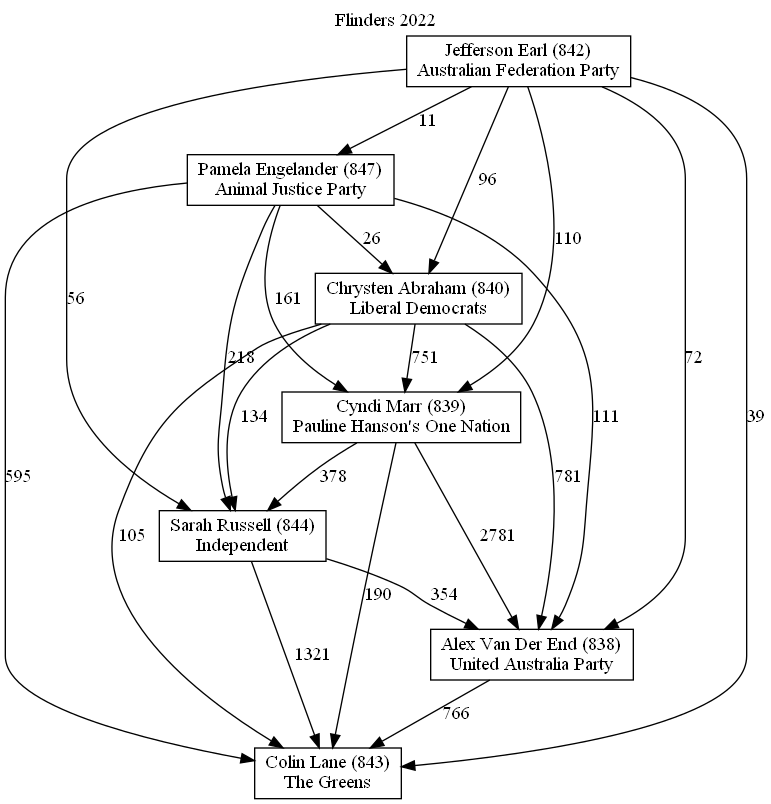 Flinders 2022
Jefferson Earl (842)
Australian Federation Party
11
Pamela Engelander (847)
Animal Justice Party
96
26
110
Chrysten Abraham (840)
Liberal Democrats
56
161
218
751
72
Cyndi Marr (839)
Pauline Hanson's One Nation
134
111
39
595
378
781
Sarah Russell (844)
Independent
105
2781
190
354
Alex Van Der End (838)
United Australia Party
1321
766
Colin Lane (843)
The Greens